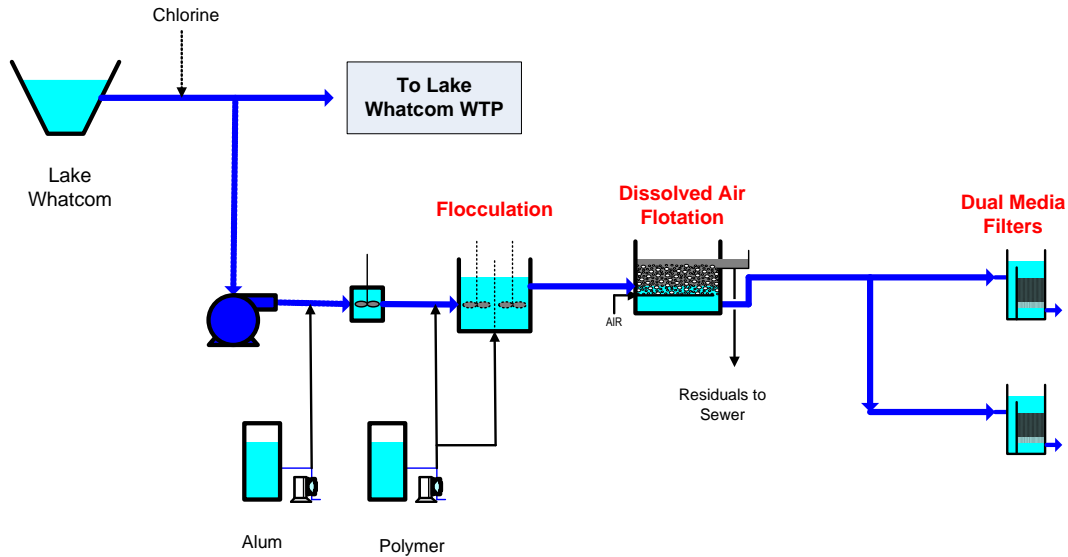 Chlorine
To Lake
Whatcom WTP
Lake
Whatcom
Flocculation
Dissolved Air
Flotation
Dual Media
Filters
AIR
Residuals to
Sewer
Alum
Polymer